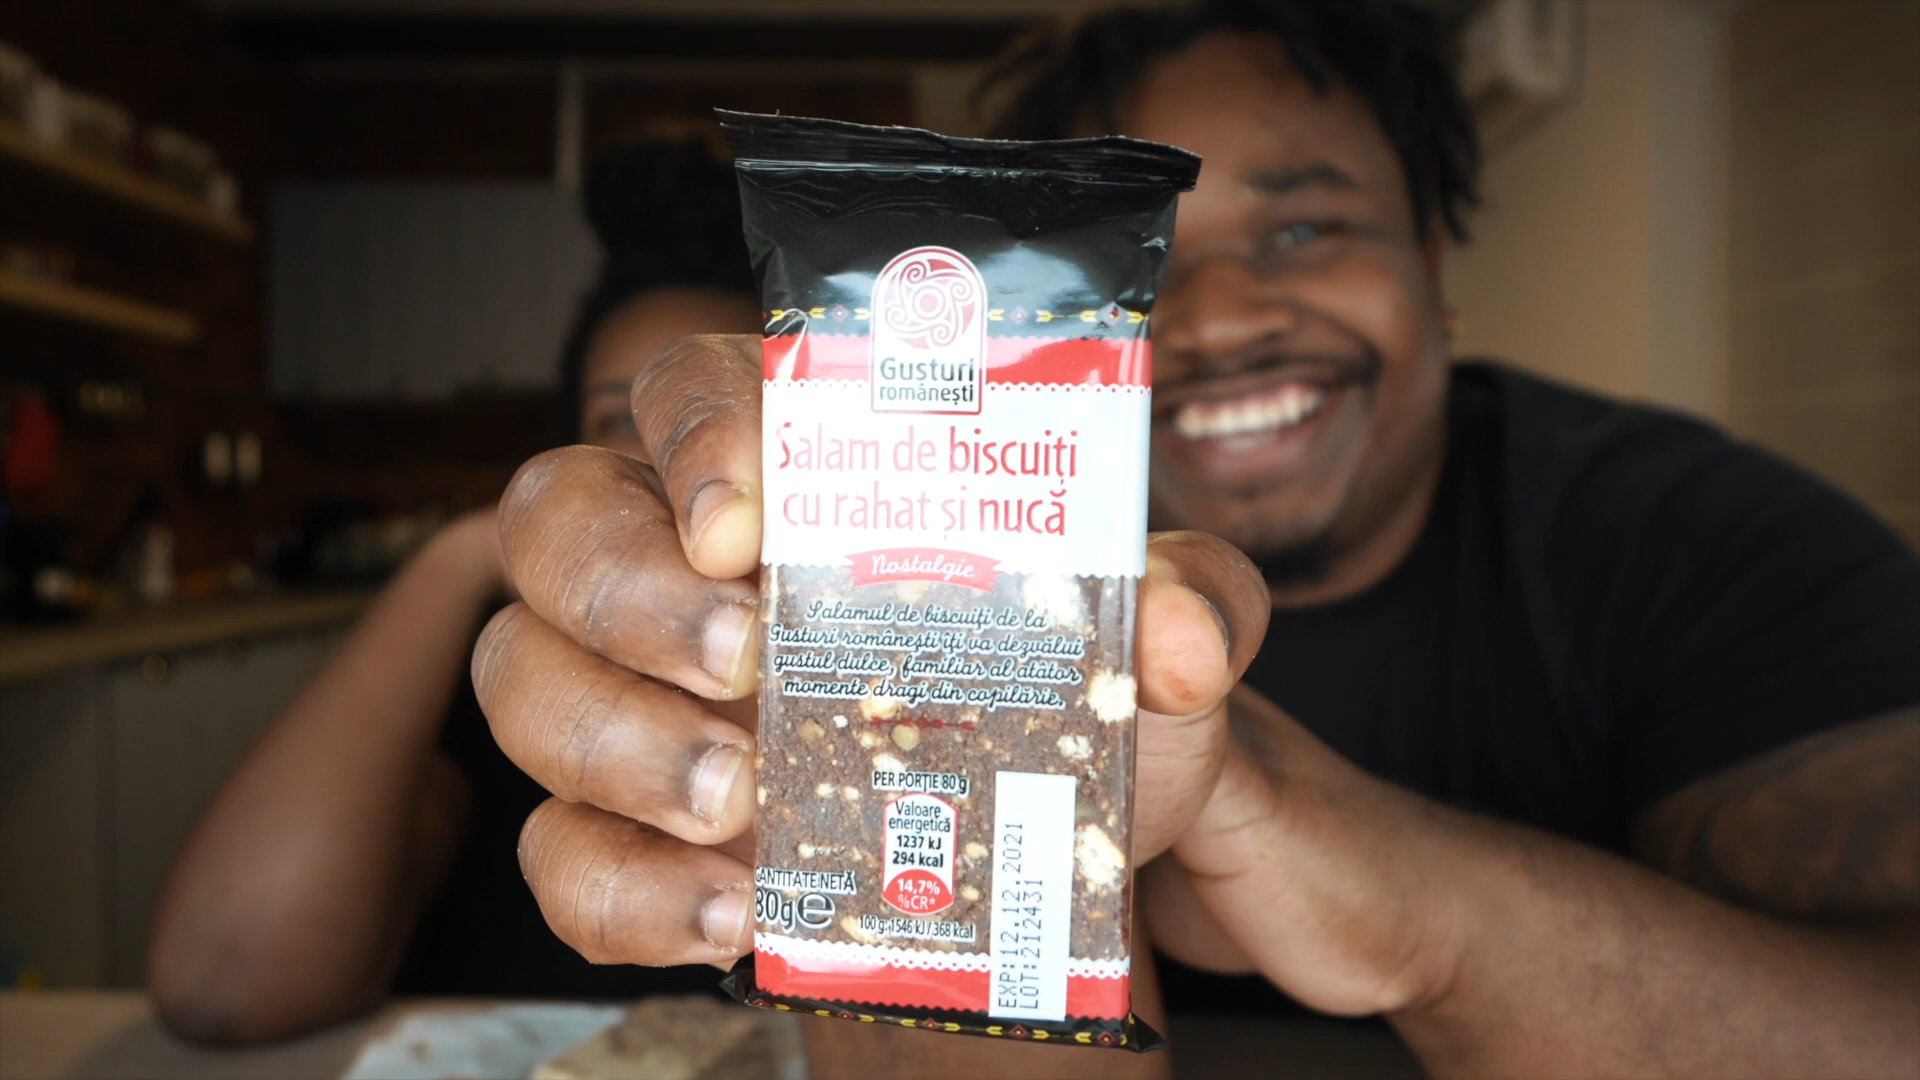 Gusturi
românești
Salam de biscuiți
cu rahat și nucă
Nostalgie
Salamul de biscuiți de la
Gusturi românești îți va dezvălui
gustul dulce, familiar al atâtor
momente dragi din copilărie.
PER PORȚIE 80 g
Valoare
energetică
1237 kJ
294 kcal
14,7%
%CR*
100 g: 1546 kJ / 368 kcal
CANTITATE NETĂ
80g e
EXP:12.12.2021
LOT:212431